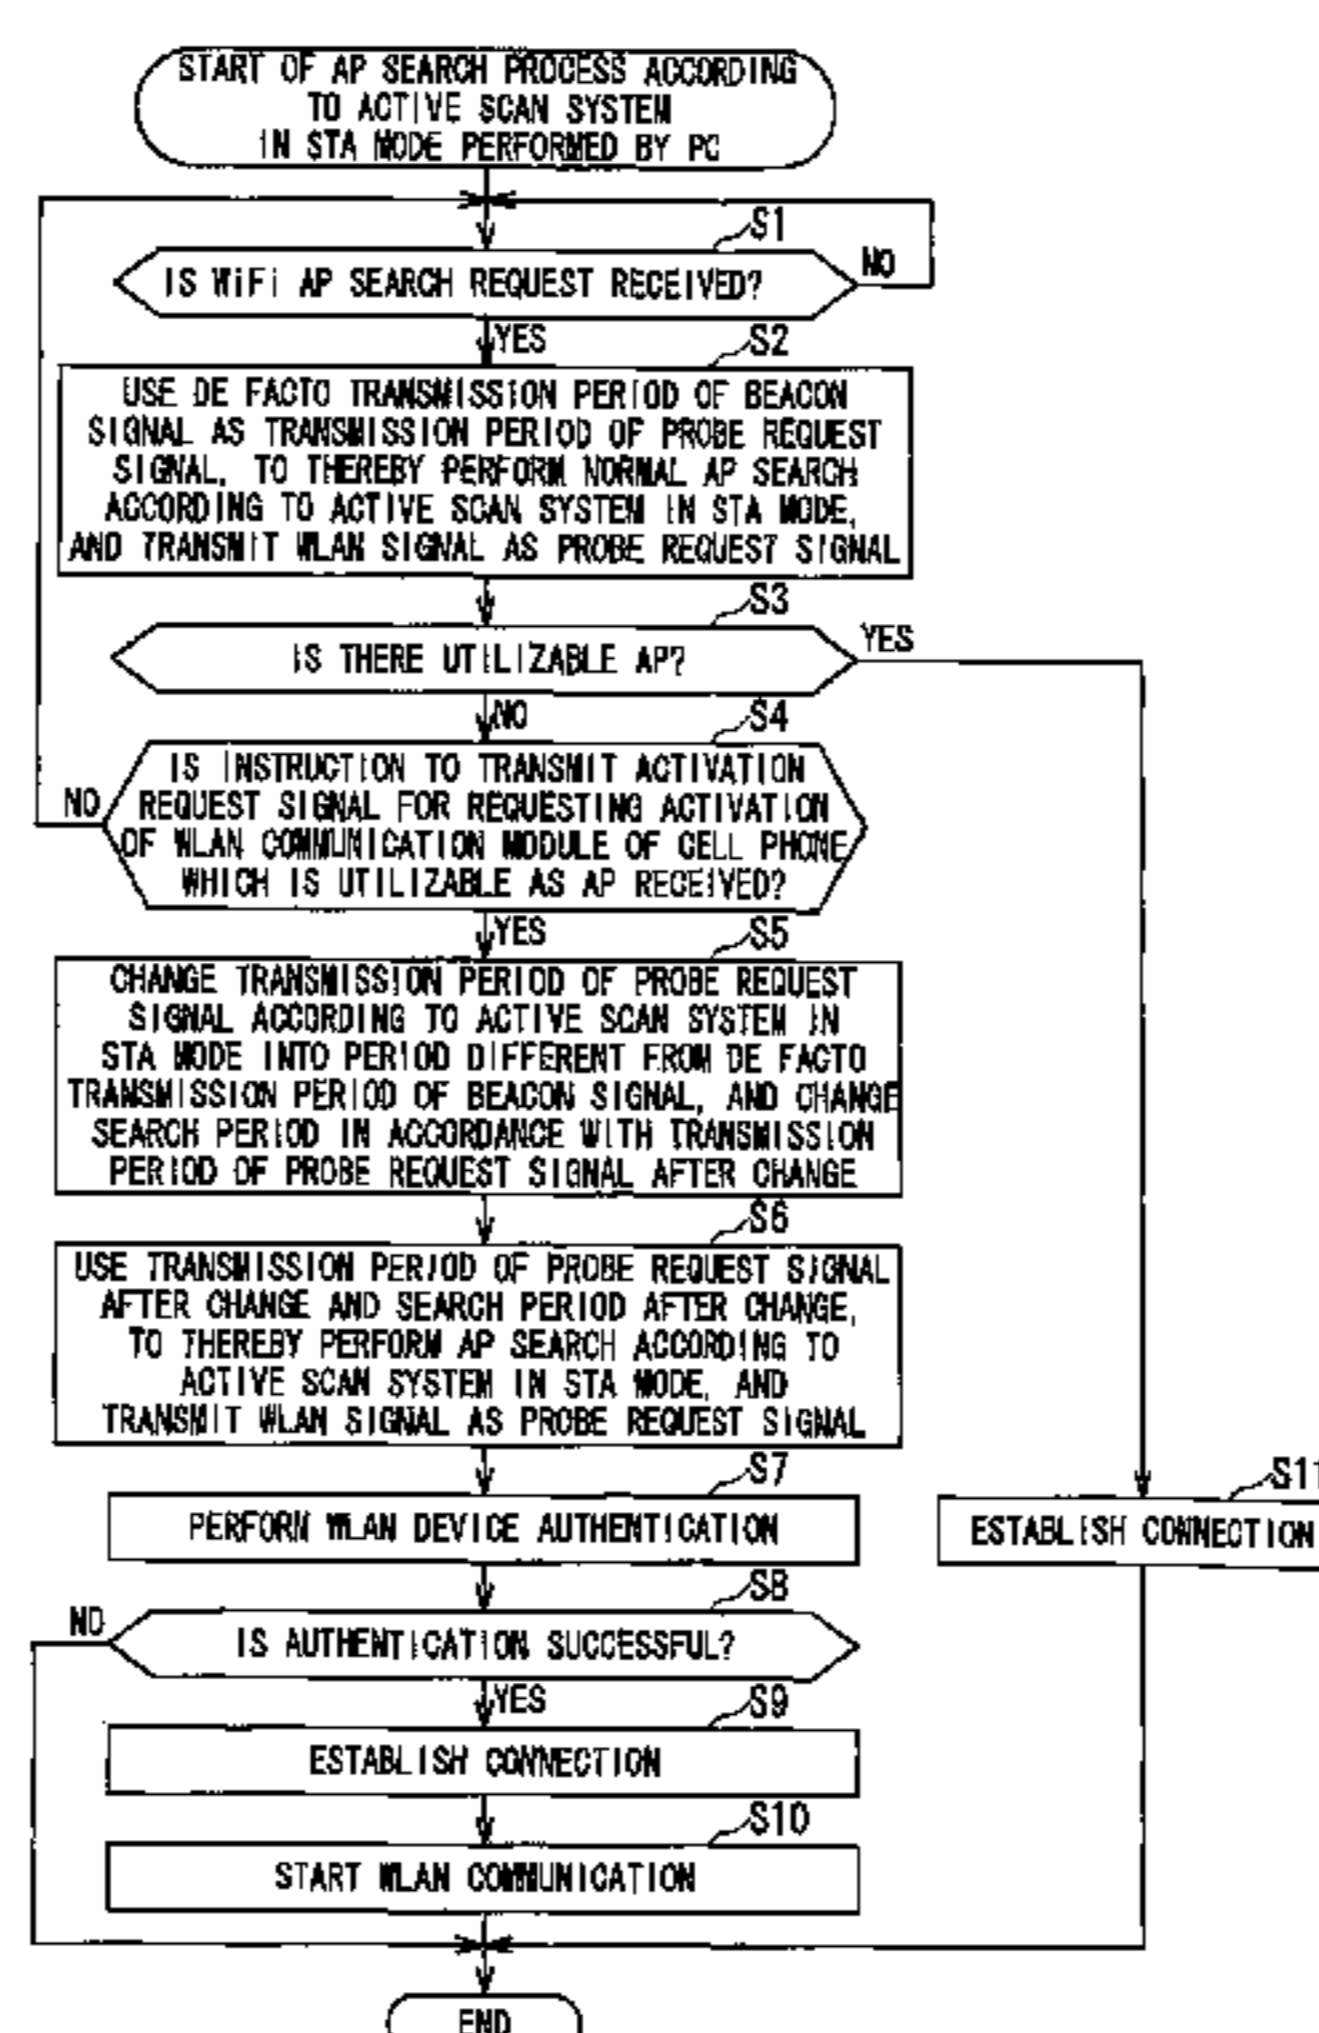 START OF AP SEARCH PROCESS ACCORDING
TO ACTIVE SCAN SYSTEM
IN STA MODE PERFORMED BY PC
S1
IS WiFi AP SEARCH REQUEST RECEIVED?
NO
YES
S2
USE DE FACTO TRANSMISSION PERIOD OF BEACON
SIGNAL AS TRANSMISSION PERIOD OF PROBE REQUEST
SIGNAL, TO THEREBY PERFORM NORMAL AP SEARCH
ACCORDING TO ACTIVE SCAN SYSTEM IN STA MODE,
AND TRANSMIT WLAN SIGNAL AS PROBE REQUEST SIGNAL
S3
IS THERE UTILIZABLE AP?
YES
NO
S4
IS INSTRUCTION TO TRANSMIT ACTIVATION
REQUEST SIGNAL FOR REQUESTING ACTIVATION
OF WLAN COMMUNICATION MODULE OF CELL PHONE
WHICH IS UTILIZABLE AS AP RECEIVED?
NO
YES
S5
CHANGE TRANSMISSION PERIOD OF PROBE REQUEST
SIGNAL ACCORDING TO ACTIVE SCAN SYSTEM IN
STA MODE INTO PERIOD DIFFERENT FROM DE FACTO
TRANSMISSION PERIOD OF BEACON SIGNAL, AND CHANGE
SEARCH PERIOD IN ACCORDANCE WITH TRANSMISSION
PERIOD OF PROBE REQUEST SIGNAL AFTER CHANGE
S6
USE TRANSMISSION PERIOD OF PROBE REQUEST SIGNAL
AFTER CHANGE AND SEARCH PERIOD AFTER CHANGE,
TO THEREBY PERFORM AP SEARCH ACCORDING TO
ACTIVE SCAN SYSTEM IN STA MODE, AND
TRANSMIT WLAN SIGNAL AS PROBE REQUEST SIGNAL
S7
PERFORM WLAN DEVICE AUTHENTICATION
S11
ESTABLISH CONNECTION
S8
IS AUTHENTICATION SUCCESSFUL?
NO
YES
S9
ESTABLISH CONNECTION
S10
START WLAN COMMUNICATION
END